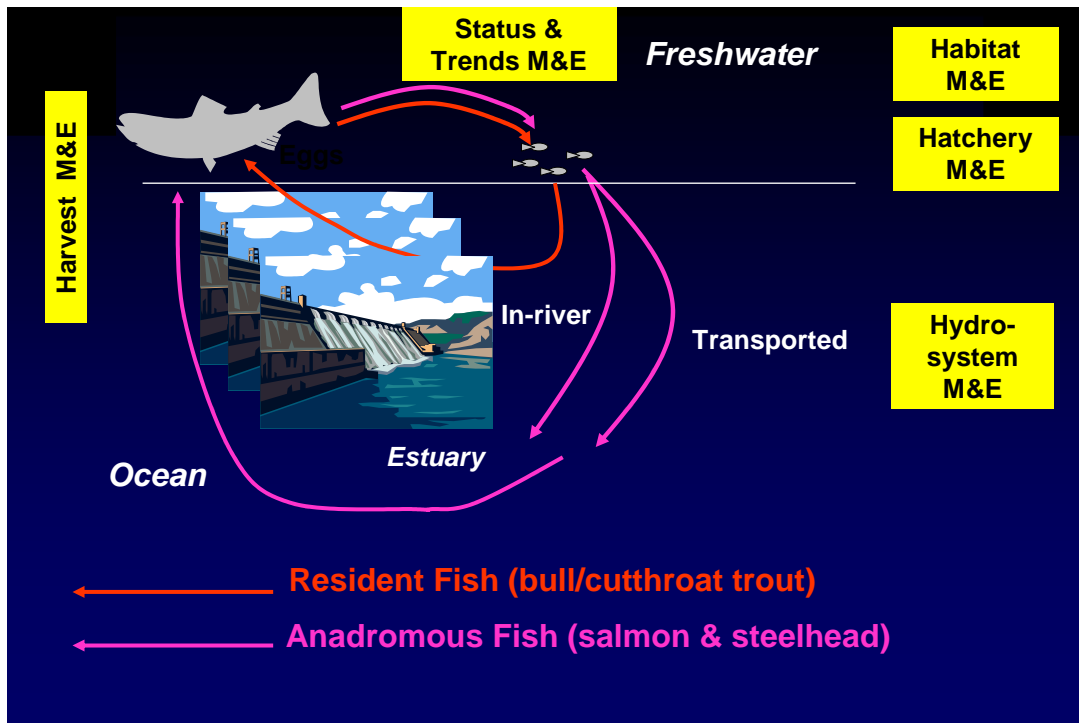 Status &
Trends M&E
Freshwater
Habitat
M&E
Hatchery
M&E
Harvest M&E
Eggs
In-river
Transported
Hydro-
system
M&E
Estuary
Ocean
Resident Fish (bull/cutthroat trout)
Anadromous Fish (salmon & steelhead)